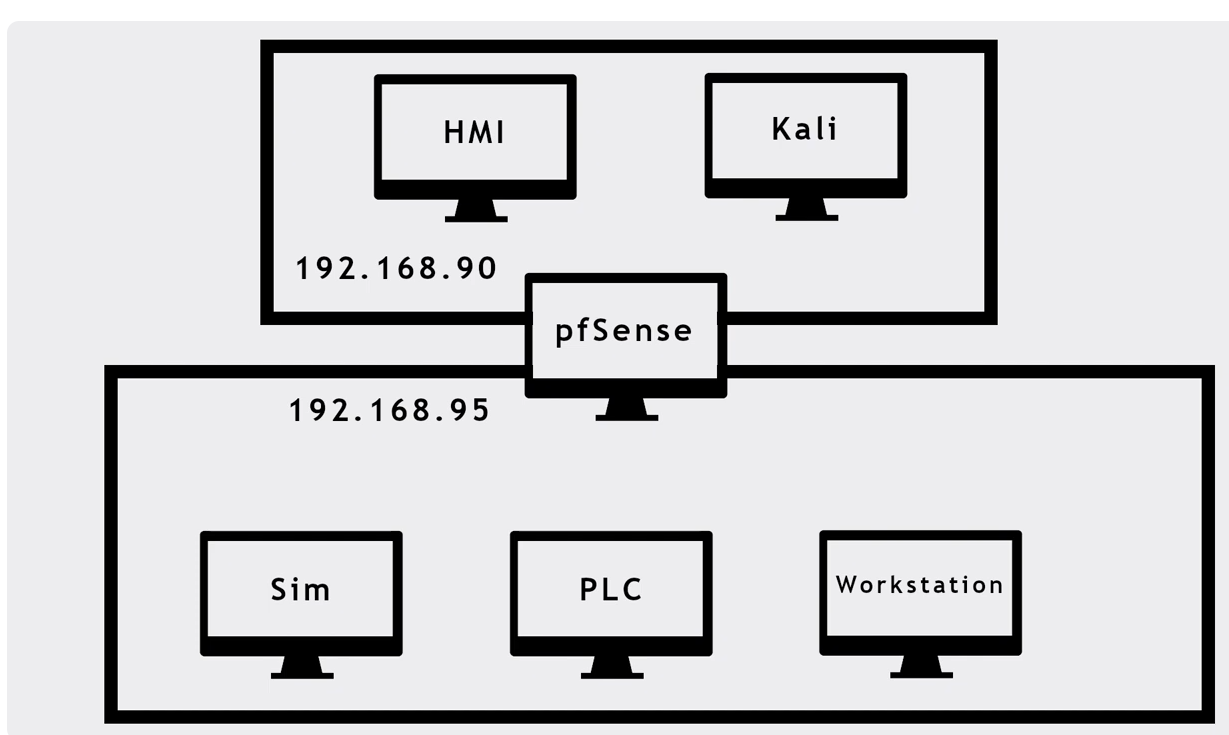 HMI
Kali
192.168.90
pfSense
192.168.95
Sim
PLC
Workstation